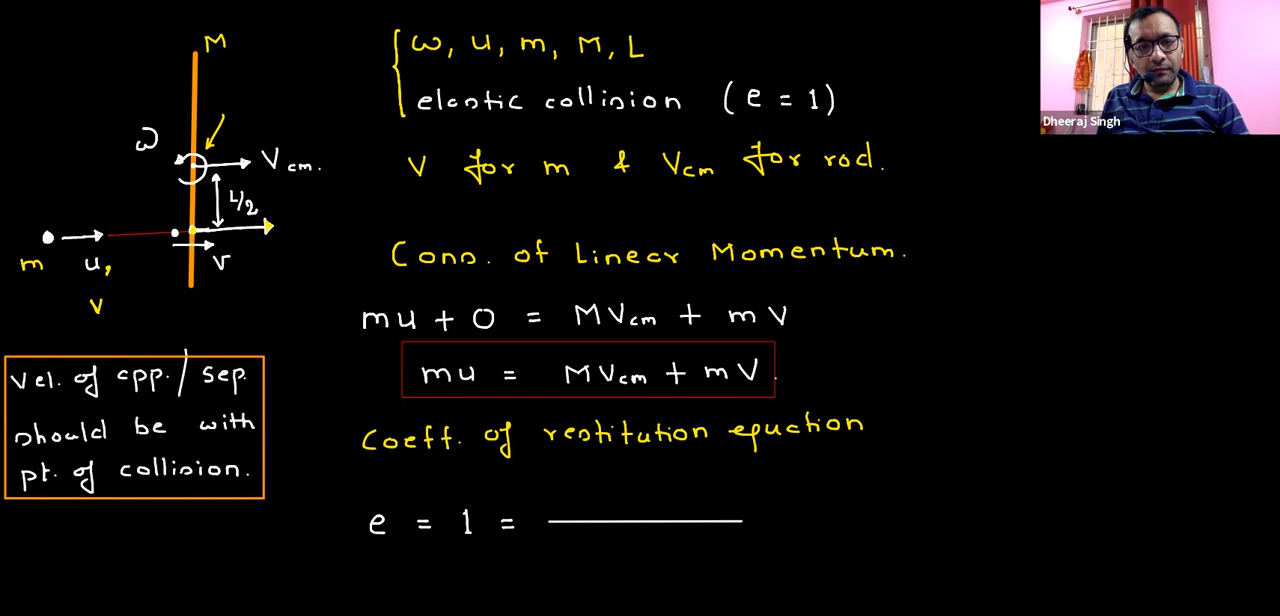 M
ω
Vcm.
L/2
m
u,
v
V
Vel. of app. / sep.
should be with
pt. of collision.
ω, u, m, M, L
elastic collision (e = 1)
V for m & Vcm for rod.
Cons. of Linear Momentum.
mu + 0 = MVcm + mV
mu = MVcm + mV.
Coeff. of restitution equation
e = 1 =
Dheeraj Singh